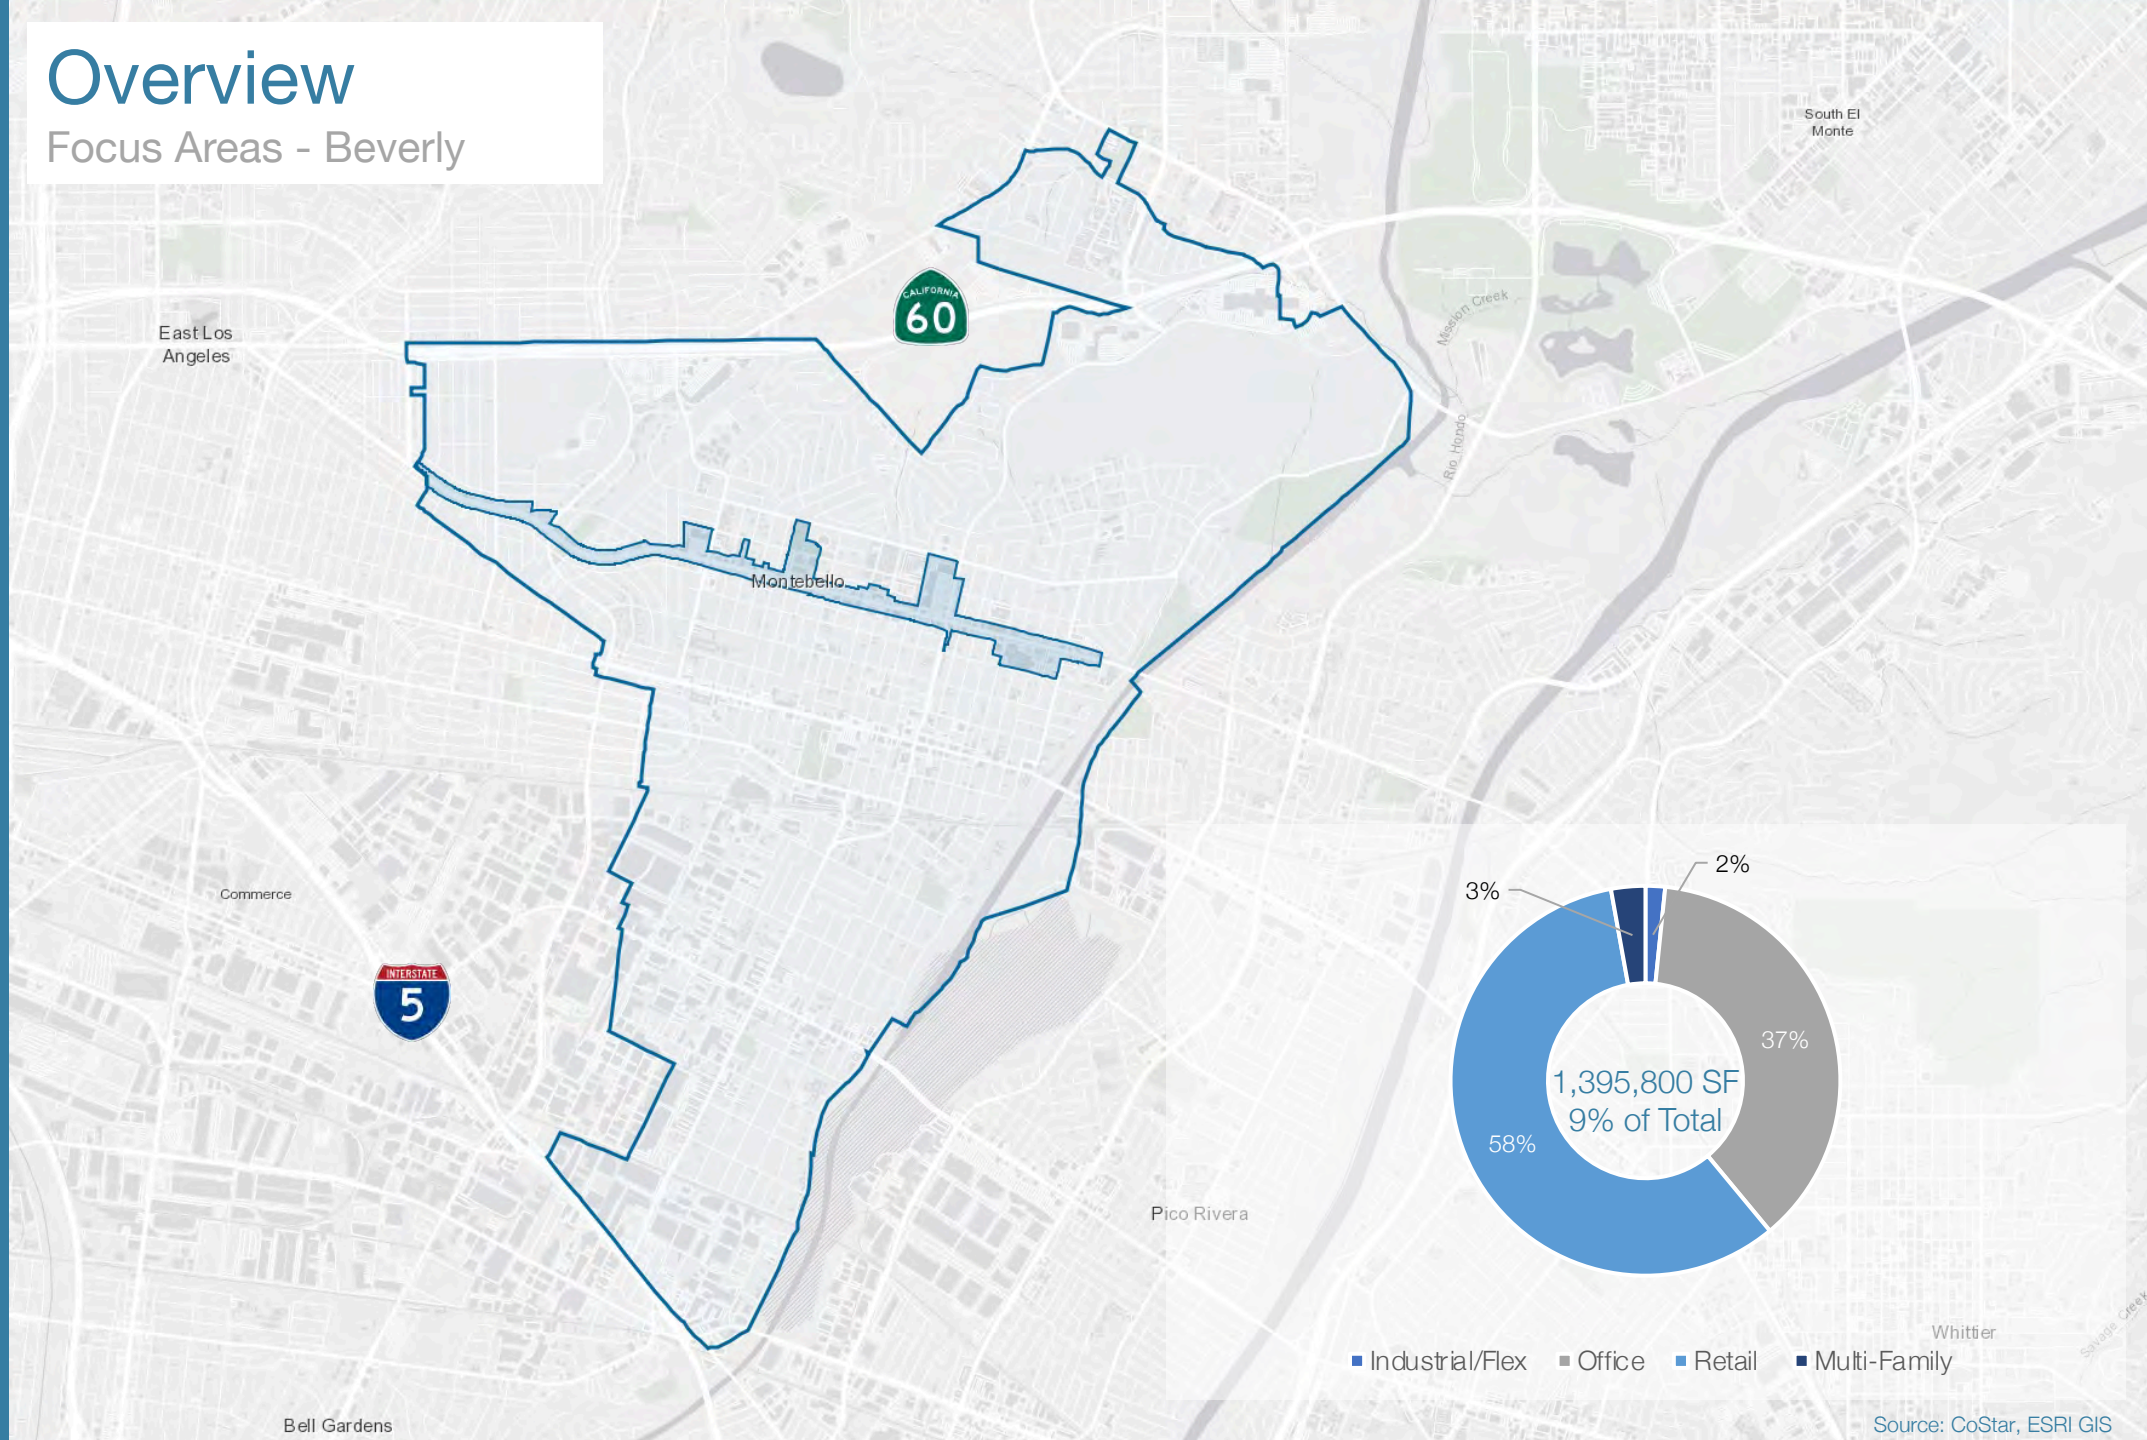 Overview
Focus Areas - Beverly
South El
Monte
CALIFORNIA
60
Mission Creek
East Los
Angeles
Rio Hondo
Montebello
Commerce
INTERSTATE
5
2%
3%
37%
1,395,800 SF
9% of Total
58%
Pico Rivera
Whittier
Savage Creek
Industrial/Flex Office Retail Multi-Family
Bell Gardens
Source: CoStar, ESRI GIS